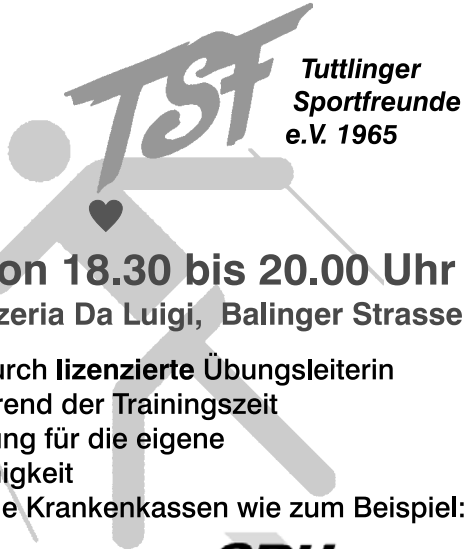 TSF
Tuttlinger
Sportfreunde
e.V. 1965
on 18.30 bis 20.00 Uhr
zeria Da Luigi, Balinger Strasse
urch lizenzierte Übungsleiterin
rend der Trainingszeit
ung für die eigene
igkeit
e Krankenkassen wie zum Beispiel: